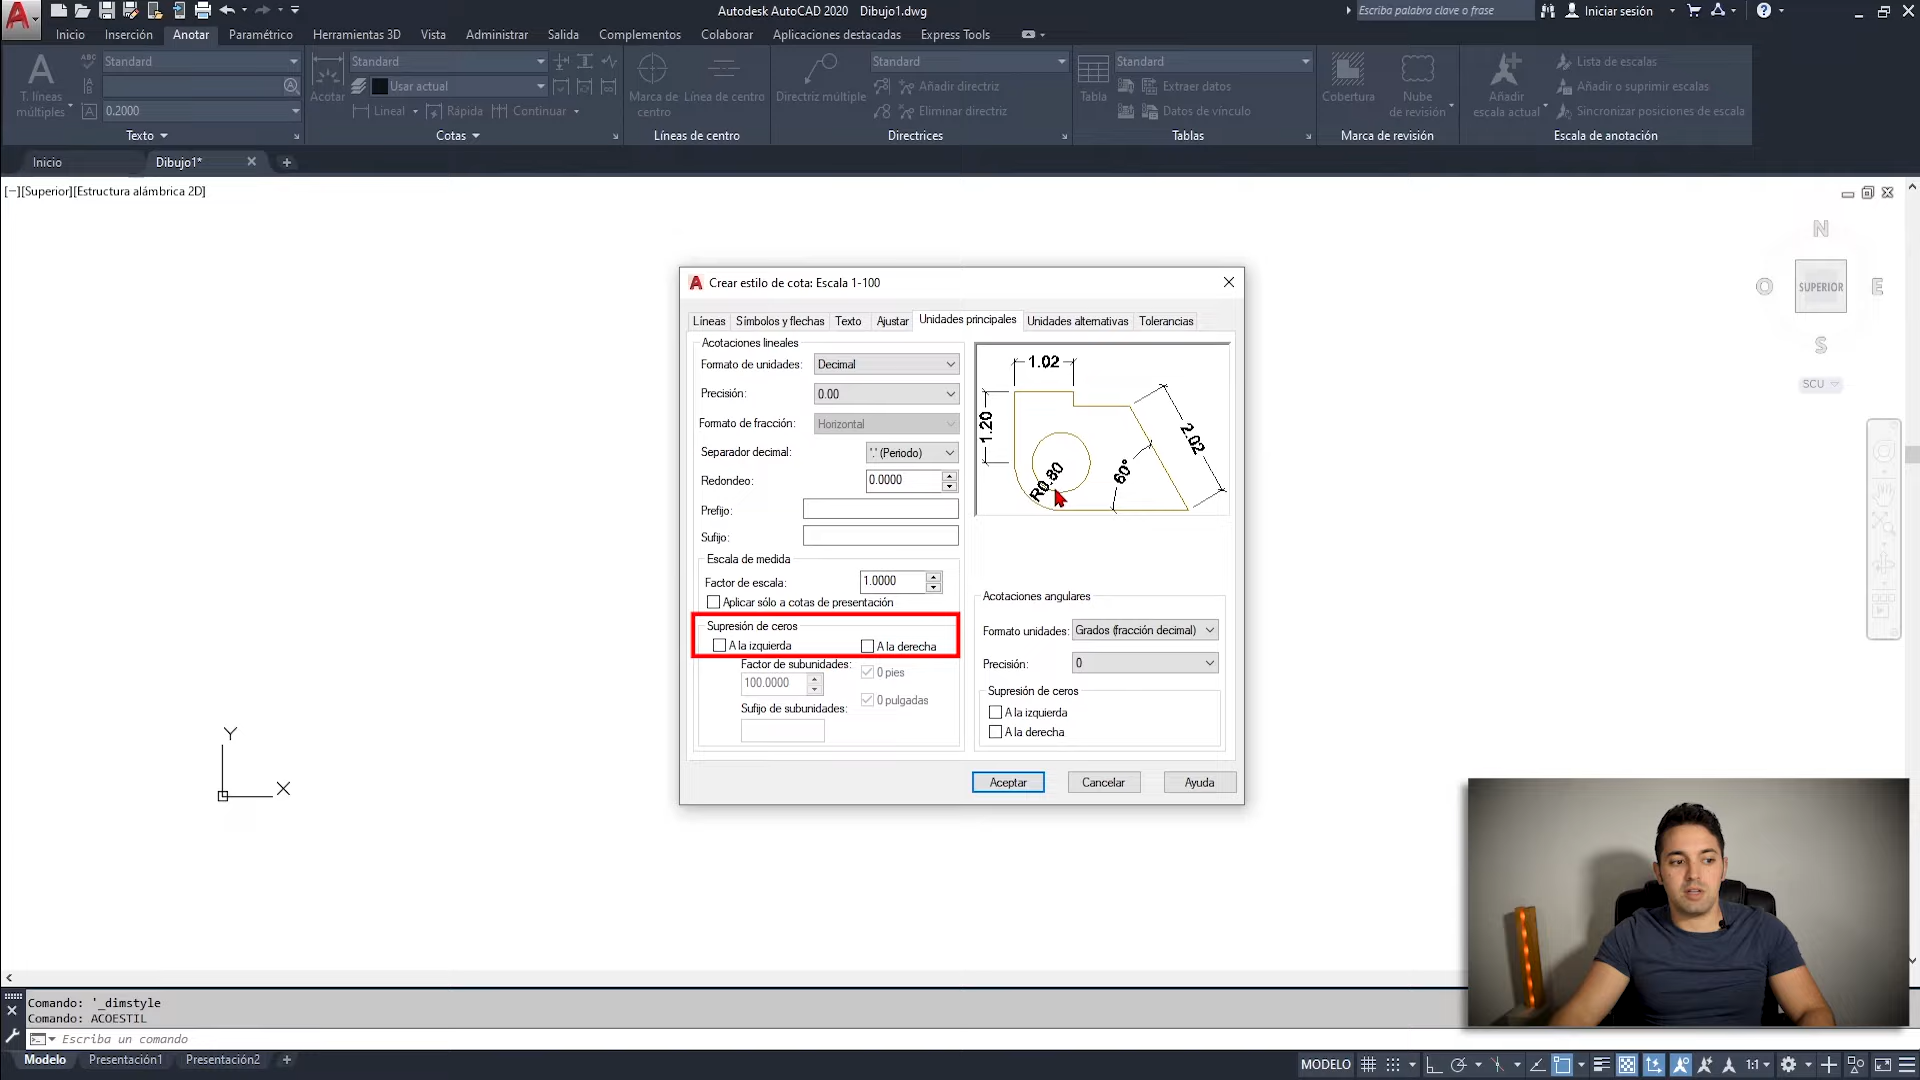 Autodesk AutoCAD 2020 Dibujo1.dwg
Escriba palabra clave o frase
Iniciar sesión
Inicio Inserción Anotar Paramétrico Herramientas 3D Vista Administrar Salida Complementos Colaborar Aplicaciones destacadas Express Tools
Standard
T. líneas
múltiples
0.2000
Texto
Acotar
Standard
Usar actual
Lineal Rápida Continuar
Cotas
Marca de
centro
Línea de centro
Líneas de centro
Directriz múltiple
Standard
Añadir directriz
Eliminar directriz
Directrices
Tabla
Standard
Extraer datos
Datos de vínculo
Tablas
Cobertura
Nube
de revisión
Marca de revisión
Añadir
escala actual
Lista de escalas
Añadir o suprimir escalas
Sincronizar posiciones de escala
Escala de anotación
Inicio Dibujo1*
[−][Superior][Estructura alámbrica 2D]
N
O SUPERIOR E
S
SCU
Crear estilo de cota: Escala 1-100
Líneas Símbolos y flechas Texto Ajustar Unidades principales Unidades alternativas Tolerancias
Acotaciones lineales
Formato de unidades: Decimal
Precisión: 0.00
Formato de fracción: Horizontal
Separador decimal: '.' (Periodo)
Redondeo: 0.0000
Prefijo:
Sufijo:
Escala de medida
Factor de escala: 1.0000
Aplicar sólo a cotas de presentación
Supresión de ceros
A la izquierda A la derecha
Factor de subunidades:
100.0000
0 pies
0 pulgadas
Sufijo de subunidades:
1.02
1.20
2.02
R0.80
60°
Acotaciones angulares
Formato unidades: Grados (fracción decimal)
Precisión: 0
Supresión de ceros
A la izquierda
A la derecha
Aceptar Cancelar Ayuda
Y
X
Comando: '_dimstyle
Comando: ACOESTIL
Escriba un comando
Modelo Presentación1 Presentación2
MODELO
1:1